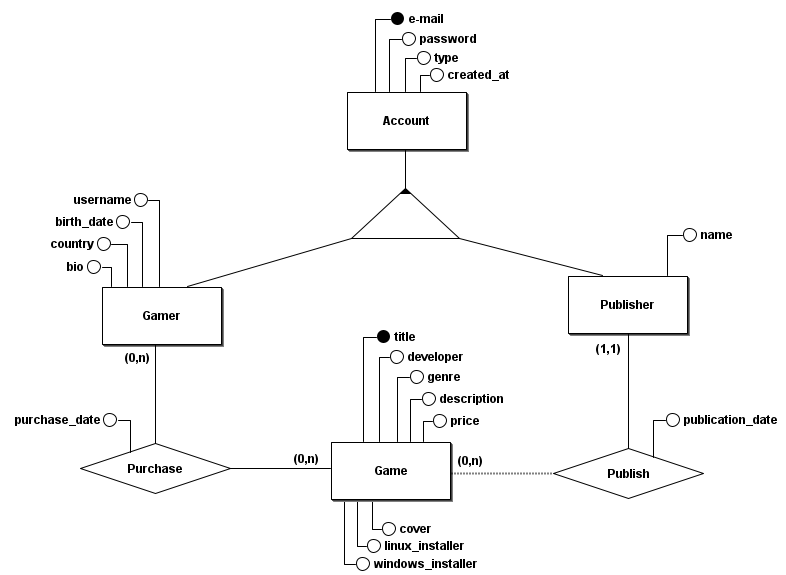 e-mail
password
type
created_at
Account
username
birth_date
country
bio
name
Gamer
Publisher
(0,n)
title
(1,1)
developer
genre
description
purchase_date
price
publication_date
Purchase
(0,n)
Game
(0,n)
Publish
cover
linux_installer
windows_installer